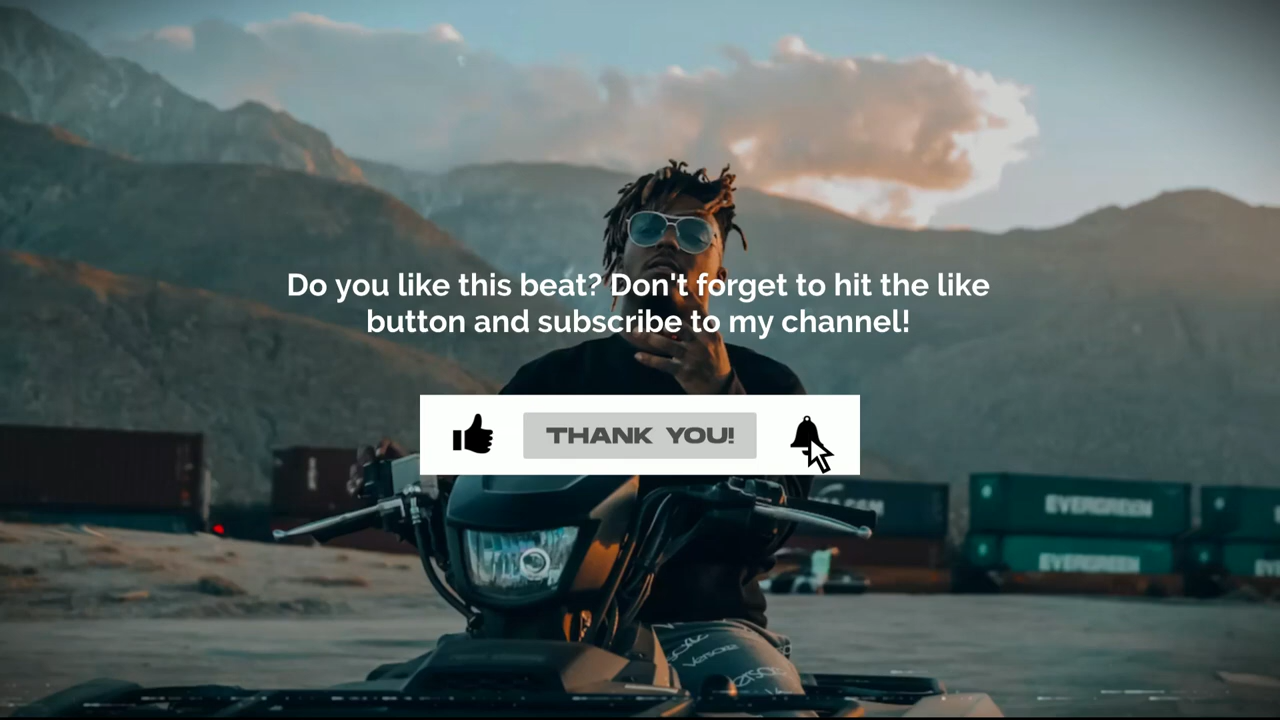 Do you like this beat? Don't forget to hit the like
button and subscribe to my channel!
THANK YOU!
EVERGREEN
EVERGREEN
Versace